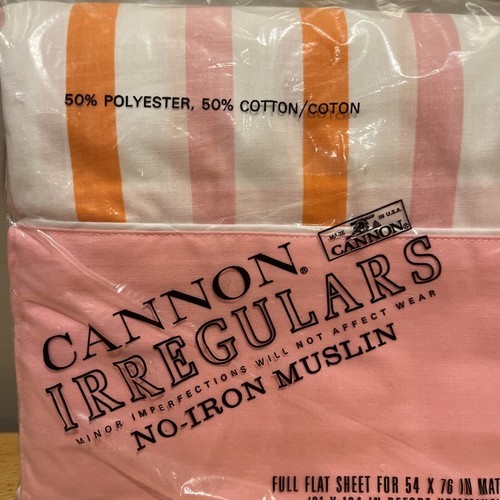 50% POLYESTER, 50% COTTON/COTON
MADE IN U.S.A.
CANNON®
CANNON®
IRREGULARS
MINOR IMPERFECTIONS WILL NOT AFFECT WEAR
NO-IRON MUSLIN
FULL FLAT SHEET FOR 54 X 76 IN MAT